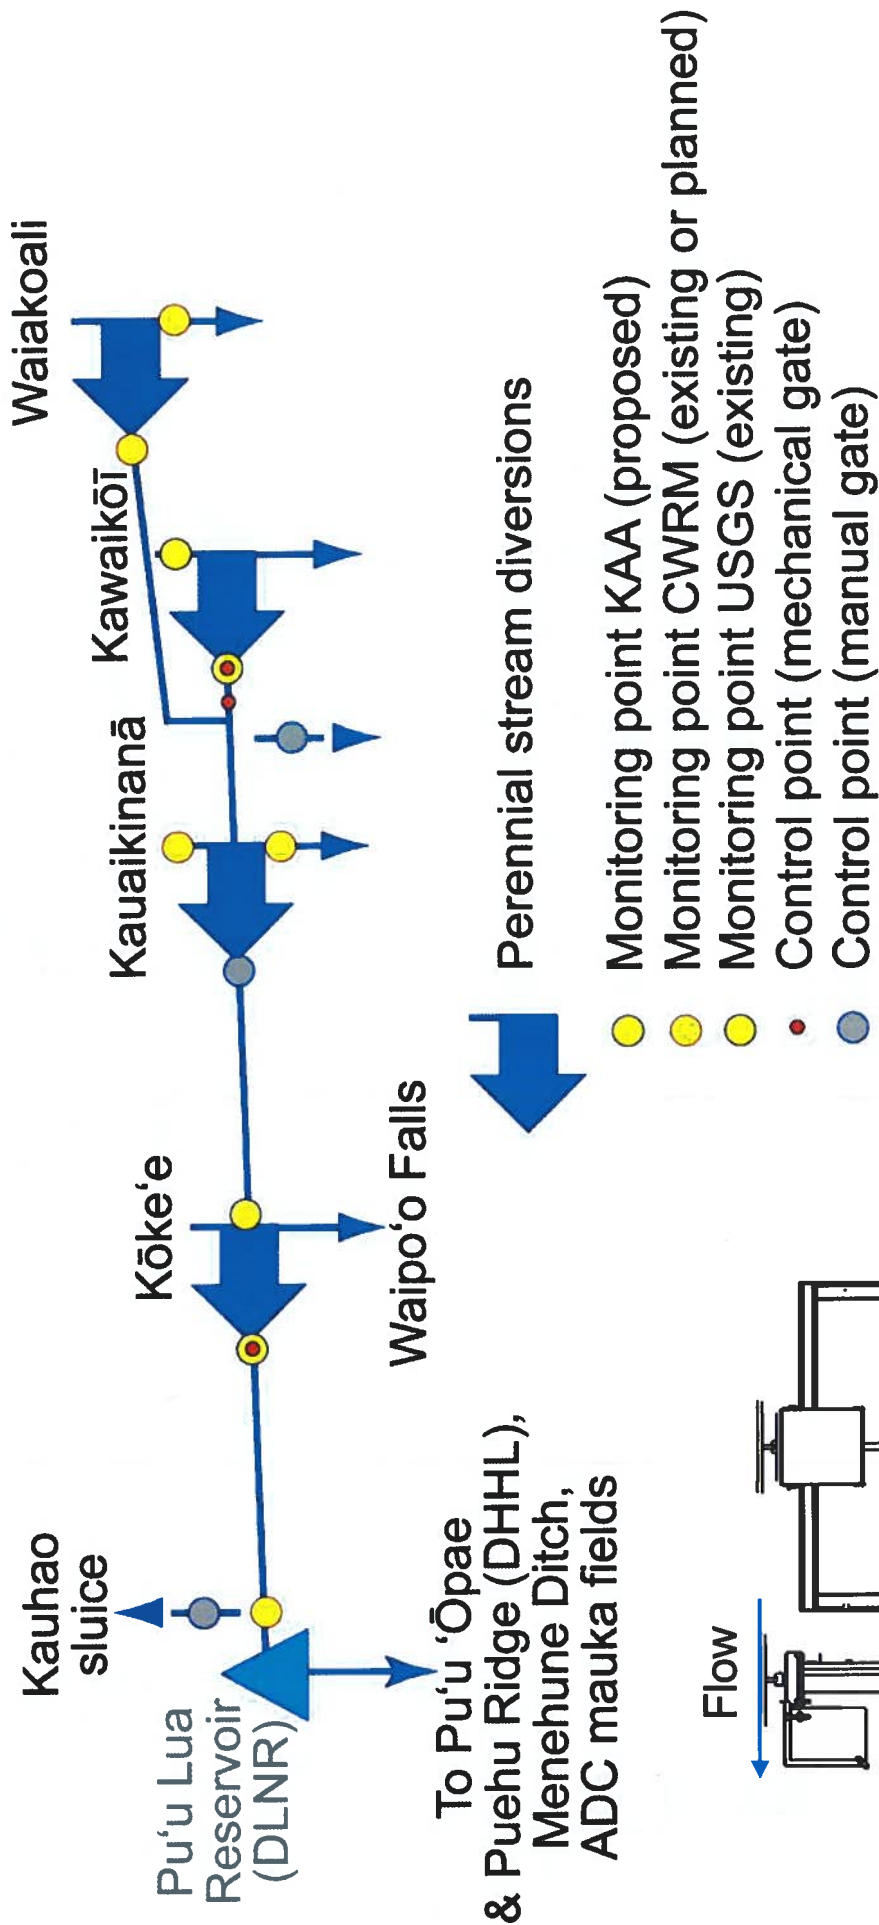 Waiakoali
Kawaikōī
Kauaikinanā
Kōkeʻe
Kauhao
sluice
Puʻu Lua
Reservoir
(DLNR)
Waipoʻo Falls
To Puʻu ʻŌpae
& Puehu Ridge (DHHL),
Menehune Ditch,
ADC mauka fields
Perennial stream diversions
Monitoring point KAA (proposed)
Monitoring point CWRM (existing or planned)
Monitoring point USGS (existing)
Control point (mechanical gate)
Control point (manual gate)
Flow